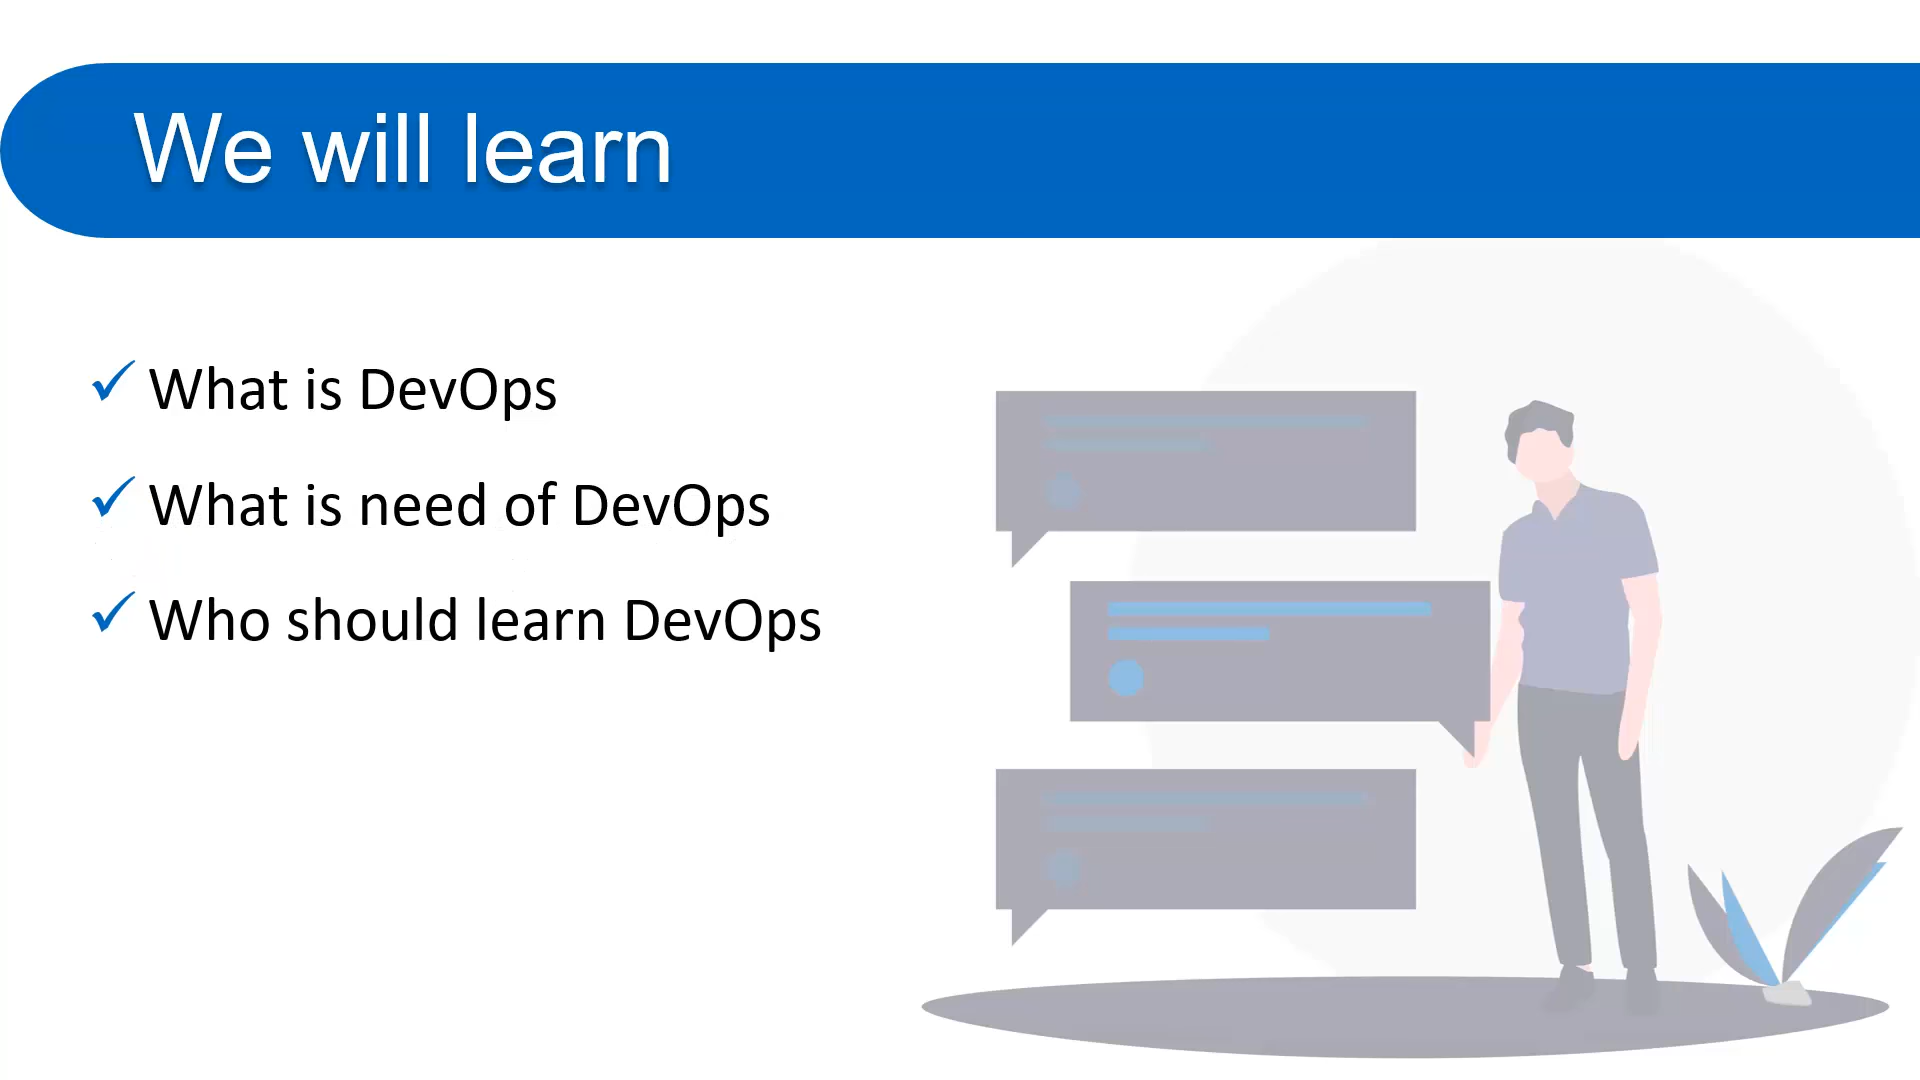 We will learn
What is DevOps
What is need of DevOps
Who should learn DevOps